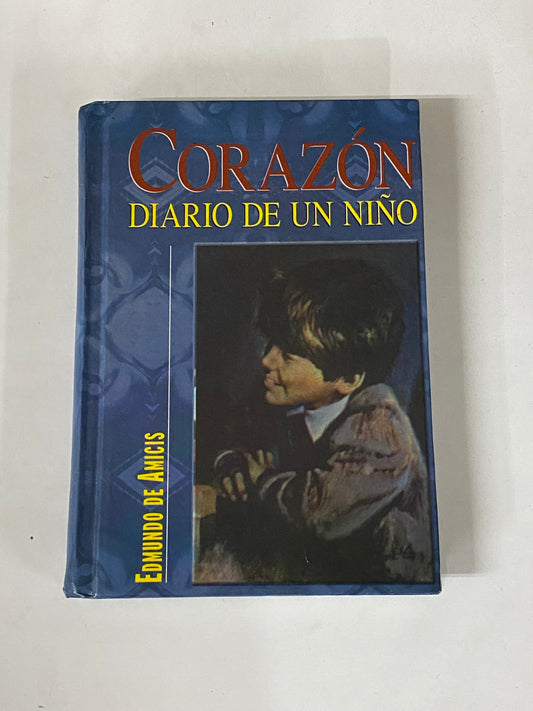 CORAZÓN
DIARIO DE UN NIÑO
EDMUNDO DE AMICIS